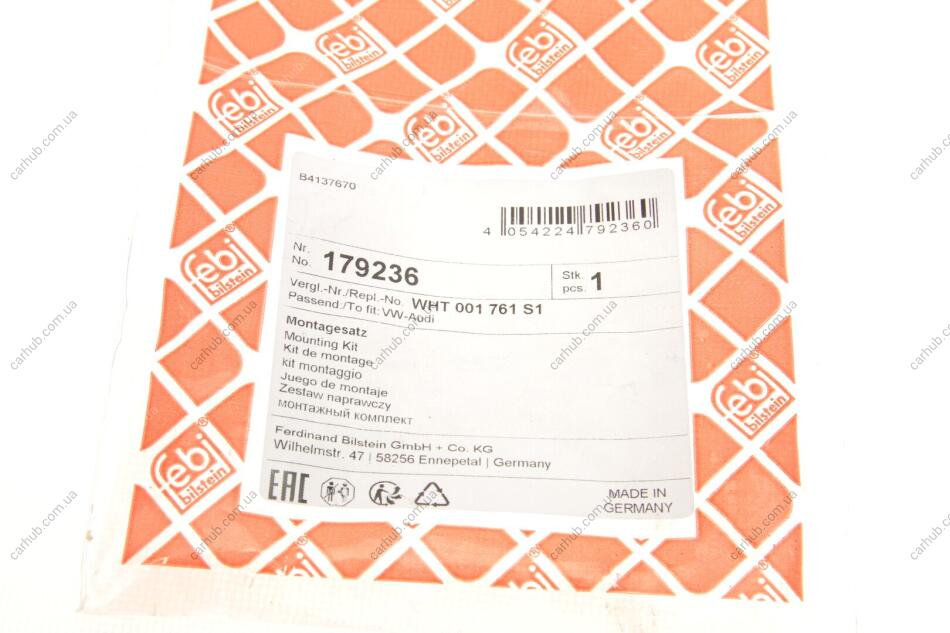 febi
bilstein
B4137670
4 054224 792360
Nr.
No. 179236
Stk.
pcs. 1
Vergl.-Nr./Repl.-No. WHT 001 761 S1
Passend./To fit: VW-Audi
Montagesatz
Mounting Kit
Kit de montage
kit montaggio
Juego de montaje
Zestaw naprawczy
монтажный комплект
Ferdinand Bilstein GmbH + Co. KG
Wilhelmstr. 47 | 58256 Ennepetal | Germany
EAC
MADE IN
GERMANY
carhub.com.ua